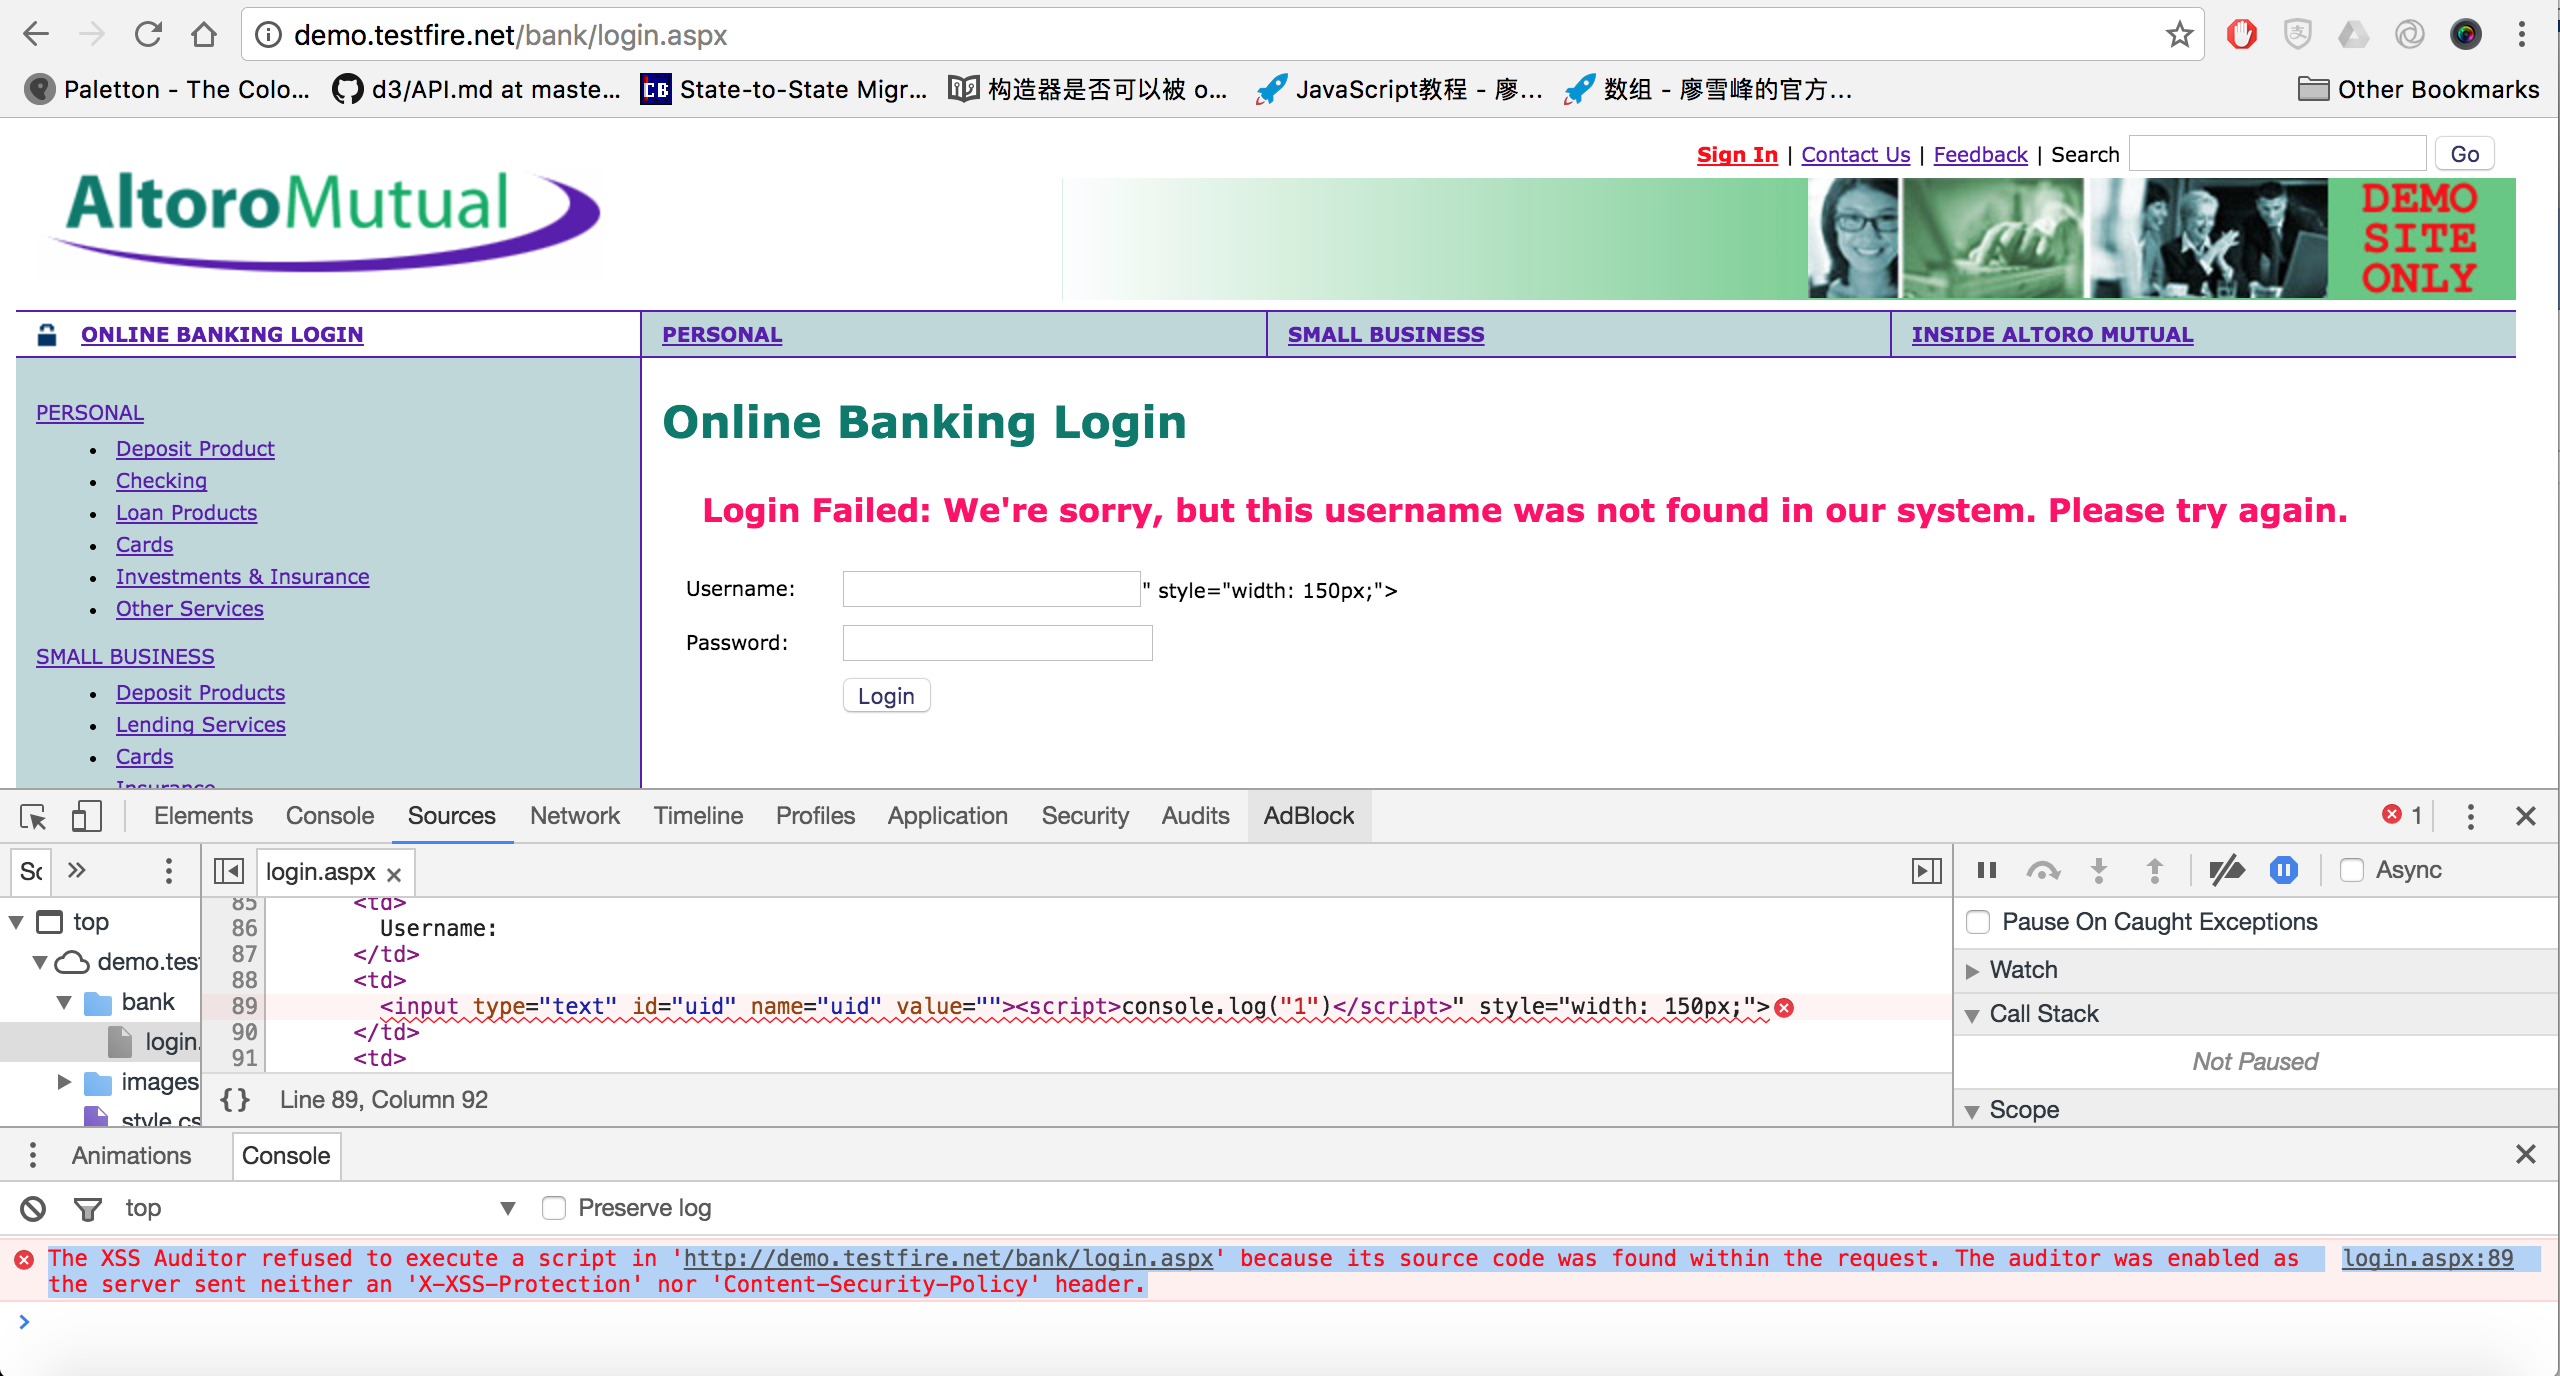 demo.testfire.net/bank/login.aspx
Paletton - The Colo... d3/API.md at maste... CB State-to-State Migr... 构造器是否可以被 o... JavaScript教程 - 廖... 数组 - 廖雪峰的官方... Other Bookmarks
Sign In | Contact Us | Feedback | Search Go
AltoroMutual
DEMO
SITE
ONLY
ONLINE BANKING LOGIN PERSONAL SMALL BUSINESS INSIDE ALTORO MUTUAL
PERSONAL
Deposit Product
Checking
Loan Products
Cards
Investments & Insurance
Other Services
SMALL BUSINESS
Deposit Products
Lending Services
Cards
Insurance
Online Banking Login
Login Failed: We're sorry, but this username was not found in our system. Please try again.
Username: " style="width: 150px;">
Password:
Login
Elements Console Sources Network Timeline Profiles Application Security Audits AdBlock 1
So login.aspx Async
top
demo.tes
bank
login.
images
style.cs
85 <td>
86 Username:
87 </td>
88 <td>
89 <input type="text" id="uid" name="uid" value=""><script>console.log("1")</script>" style="width: 150px;">
90 </td>
91 <td>
{} Line 89, Column 92
Pause On Caught Exceptions
Watch
Call Stack
Not Paused
Scope
Animations Console
top Preserve log
The XSS Auditor refused to execute a script in 'http://demo.testfire.net/bank/login.aspx' because its source code was found within the request. The auditor was enabled as login.aspx:89
the server sent neither an 'X-XSS-Protection' nor 'Content-Security-Policy' header.